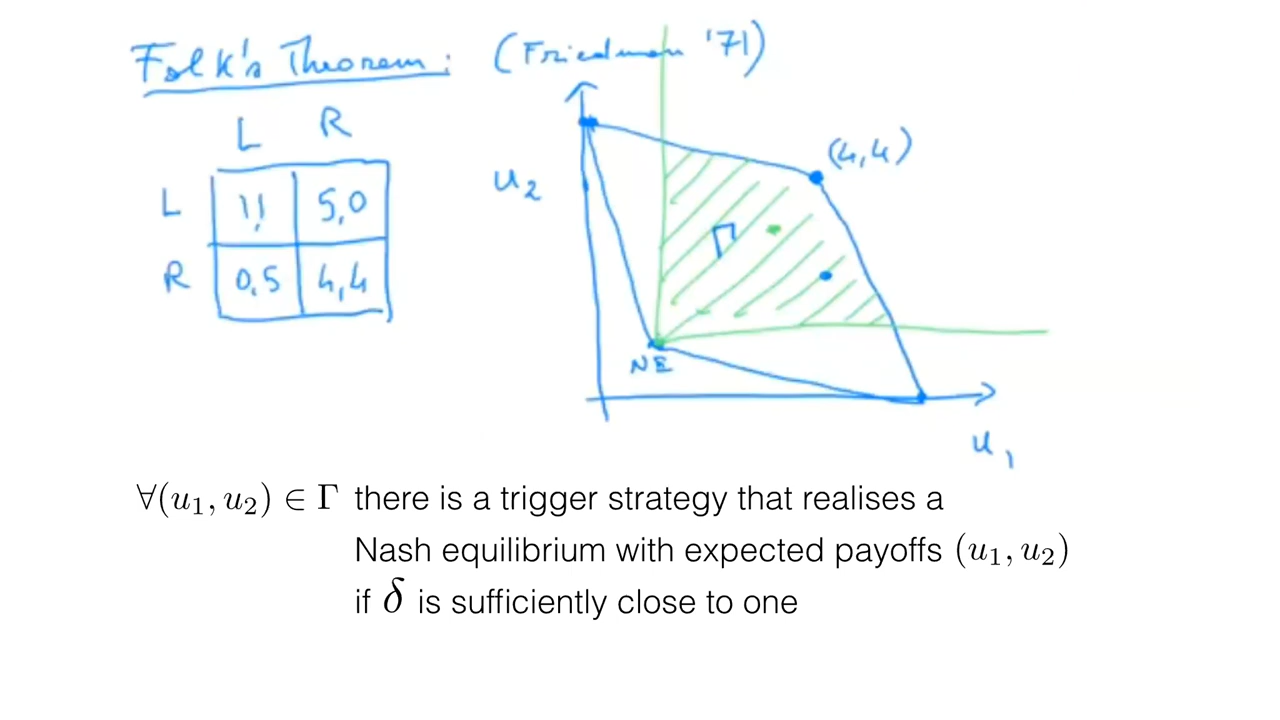 Folk's Theorem: (Friedman '71)
L R
L 1,1 5,0
R 0,5 4,4
u₂
(4,4)
Γ
NE
u₁
∀(u₁, u₂) ∈ Γ there is a trigger strategy that realises a
Nash equilibrium with expected payoffs (u₁, u₂)
if δ is sufficiently close to one